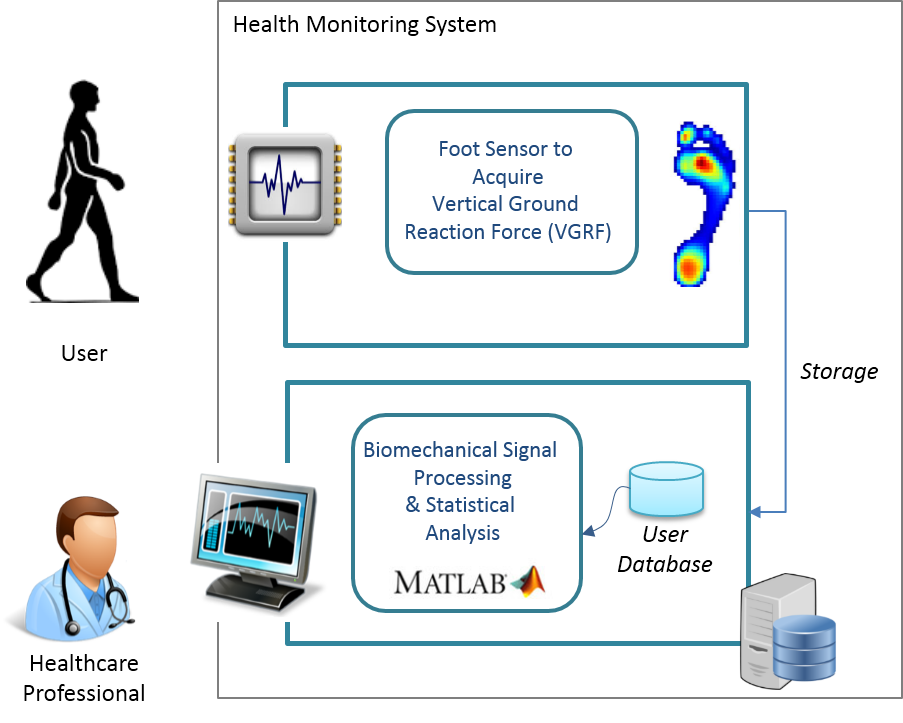 Health Monitoring System
Foot Sensor to
Acquire
Vertical Ground
Reaction Force (VGRF)
User
Storage
Biomechanical Signal
Processing
& Statistical
Analysis
MATLAB
User
Database
Healthcare
Professional